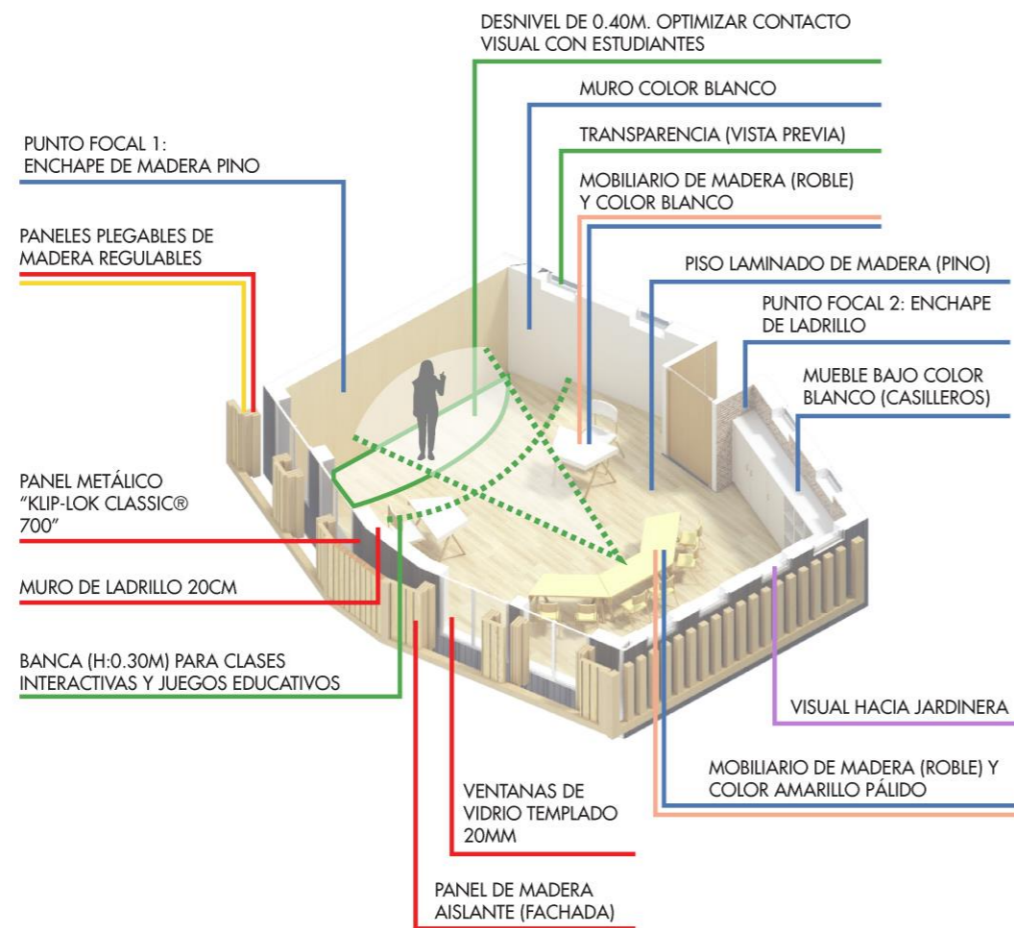 DESNIVEL DE 0.40M. OPTIMIZAR CONTACTO
VISUAL CON ESTUDIANTES
MURO COLOR BLANCO
PUNTO FOCAL 1:
ENCHAPE DE MADERA PINO
TRANSPARENCIA (VISTA PREVIA)
MOBILIARIO DE MADERA (ROBLE)
Y COLOR BLANCO
PANELES PLEGABLES DE
MADERA REGULABLES
PISO LAMINADO DE MADERA (PINO)
PUNTO FOCAL 2: ENCHAPE
DE LADRILLO
MUEBLE BAJO COLOR
BLANCO (CASILLEROS)
PANEL METÁLICO
“KLIP-LOK CLASSIC®
700”
MURO DE LADRILLO 20CM
BANCA (H:0.30M) PARA CLASES
INTERACTIVAS Y JUEGOS EDUCATIVOS
VISUAL HACIA JARDINERA
MOBILIARIO DE MADERA (ROBLE) Y
COLOR AMARILLO PÁLIDO
VENTANAS DE
VIDRIO TEMPLADO
20MM
PANEL DE MADERA
AISLANTE (FACHADA)